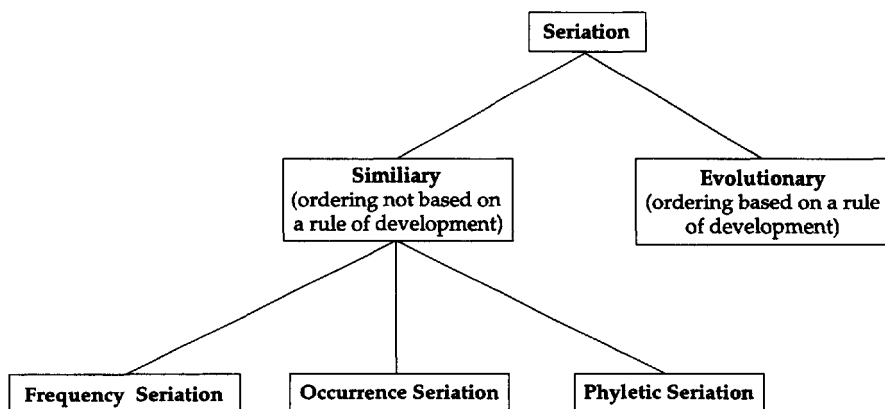 Seriation
Similiary
(ordering not based on
a rule of development)
Evolutionary
(ordering based on a rule
of development)
Frequency Seriation
Occurrence Seriation
Phyletic Seriation